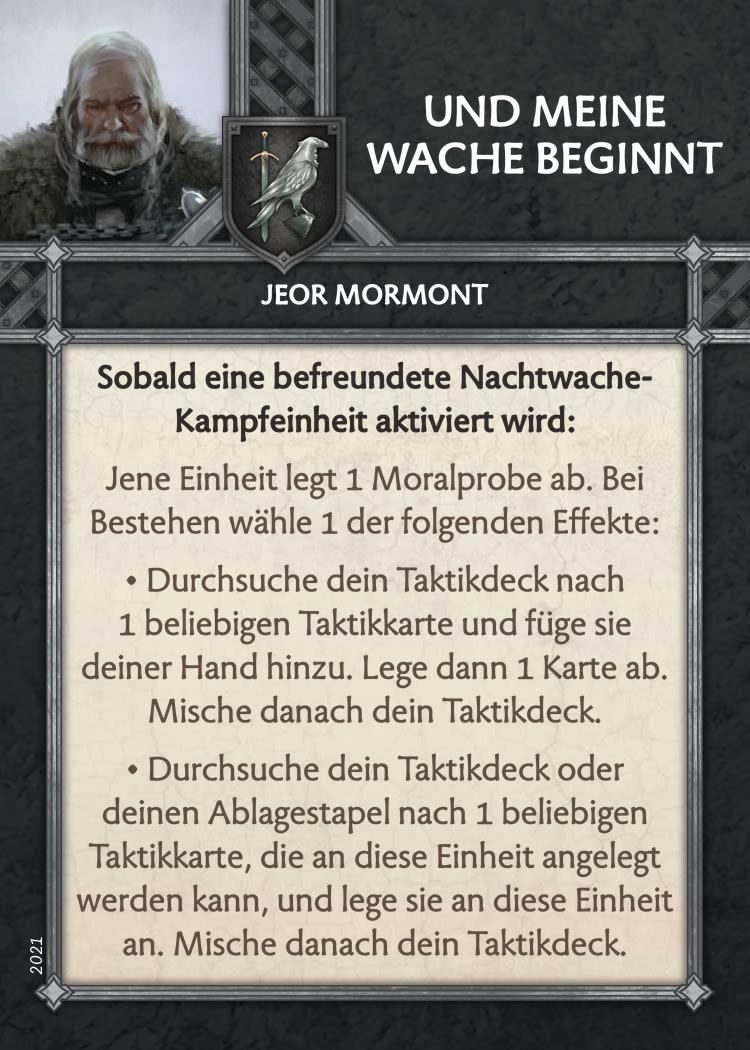 UND MEINE
WACHE BEGINNT
JEOR MORMONT
Sobald eine befreundete Nachtwache-
Kampfeinheit aktiviert wird:
Jene Einheit legt 1 Moralprobe ab. Bei
Bestehen wähle 1 der folgenden Effekte:
• Durchsuche dein Taktikdeck nach
1 beliebigen Taktikkarte und füge sie
deiner Hand hinzu. Lege dann 1 Karte ab.
Mische danach dein Taktikdeck.
• Durchsuche dein Taktikdeck oder
deinen Ablagestapel nach 1 beliebigen
Taktikkarte, die an diese Einheit angelegt
werden kann, und lege sie an diese Einheit
an. Mische danach dein Taktikdeck.
2021